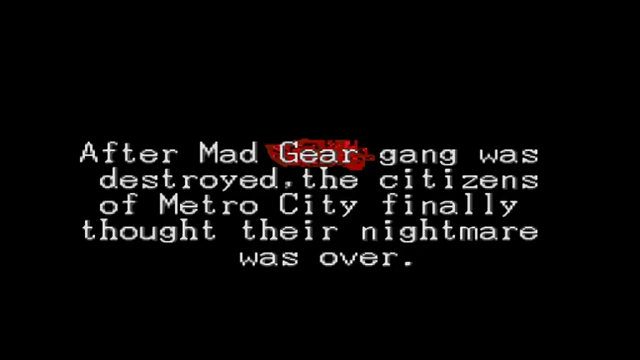 After Mad Gear gang was
destroyed,the citizens
of Metro City finally
thought their nightmare
was over.